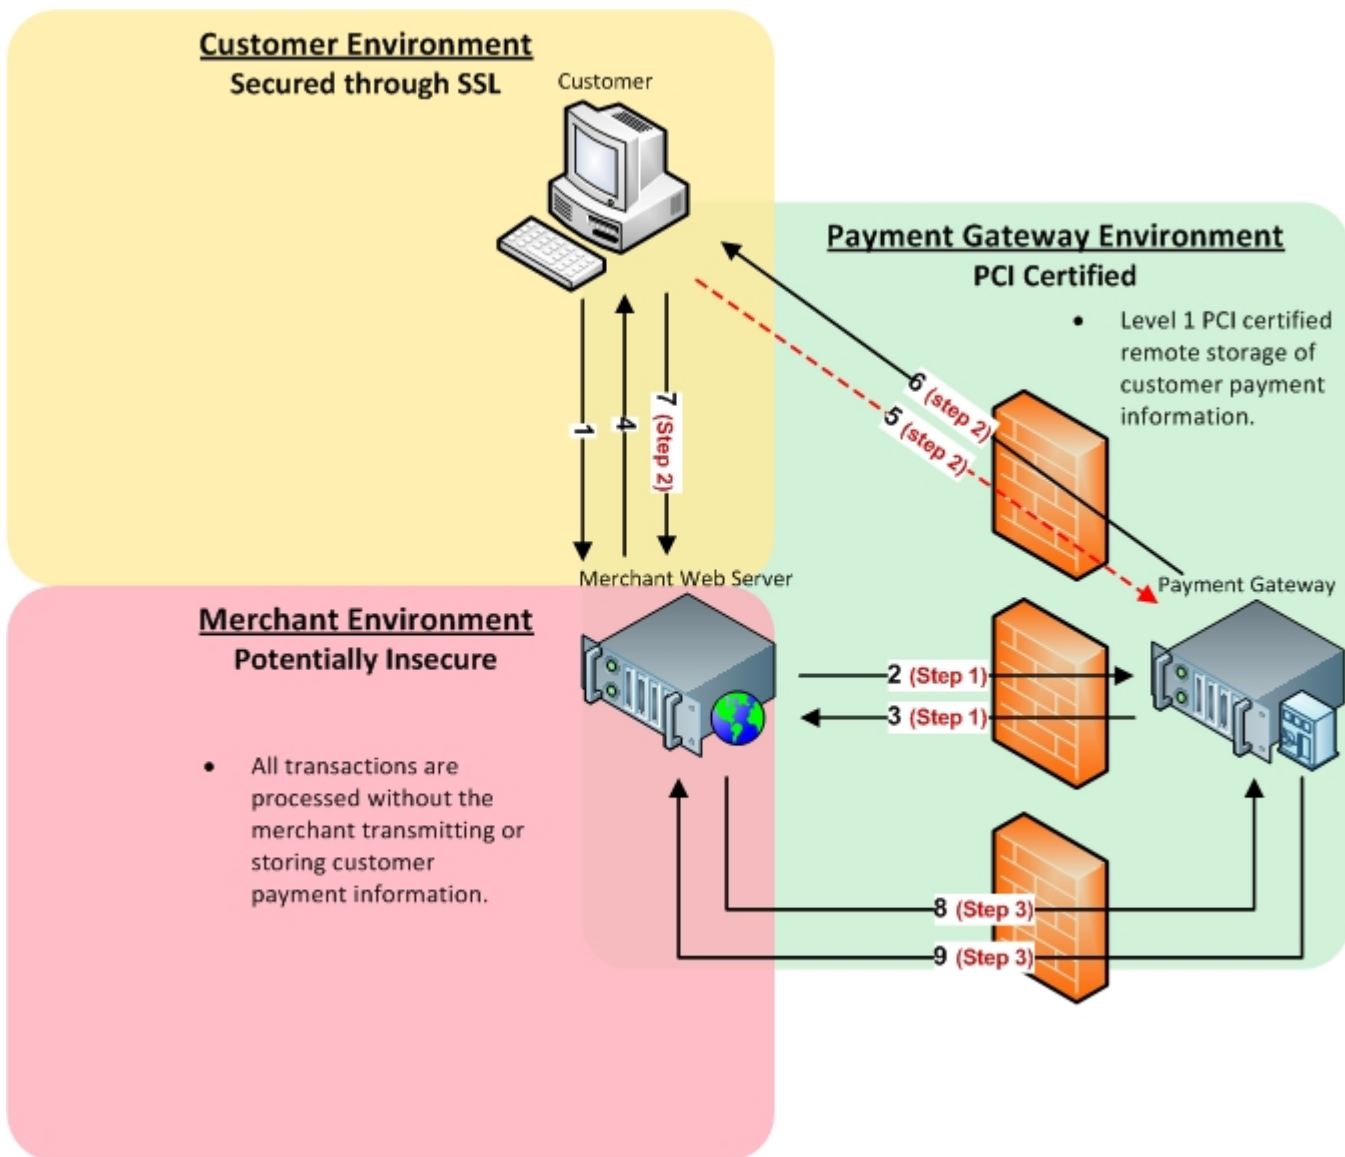 Customer Environment
Secured through SSL
Customer
Payment Gateway Environment
PCI Certified
• Level 1 PCI certified
remote storage of
customer payment
information.
6 (step 2)
5 (step 2)
1
4
7 (Step 2)
Merchant Web Server
Payment Gateway
Merchant Environment
Potentially Insecure
2 (Step 1)
3 (Step 1)
• All transactions are
processed without the
merchant transmitting or
storing customer
payment information.
8 (Step 3)
9 (Step 3)